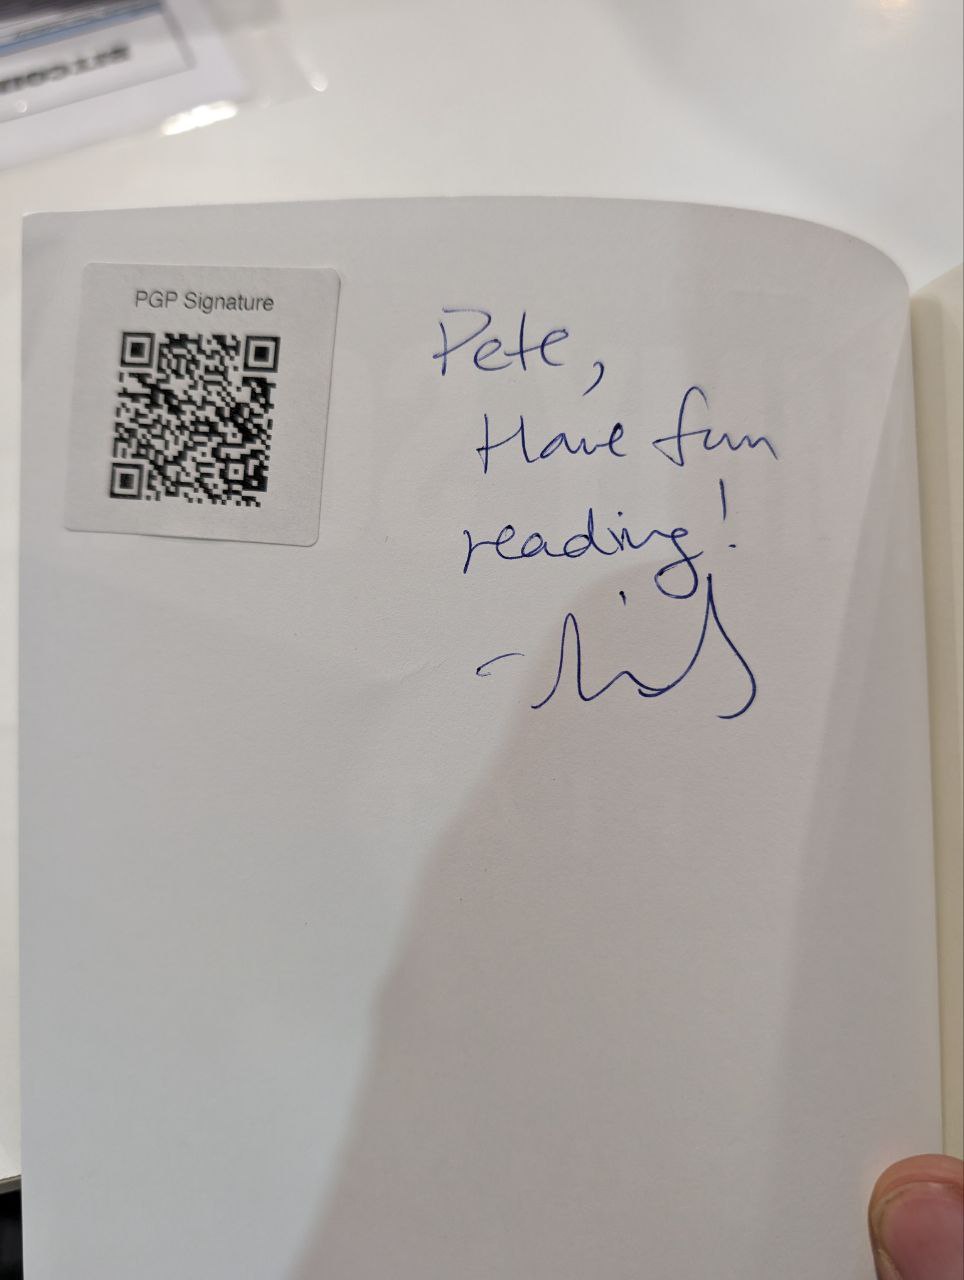 PGP Signature
Pete,
Have fun
reading!